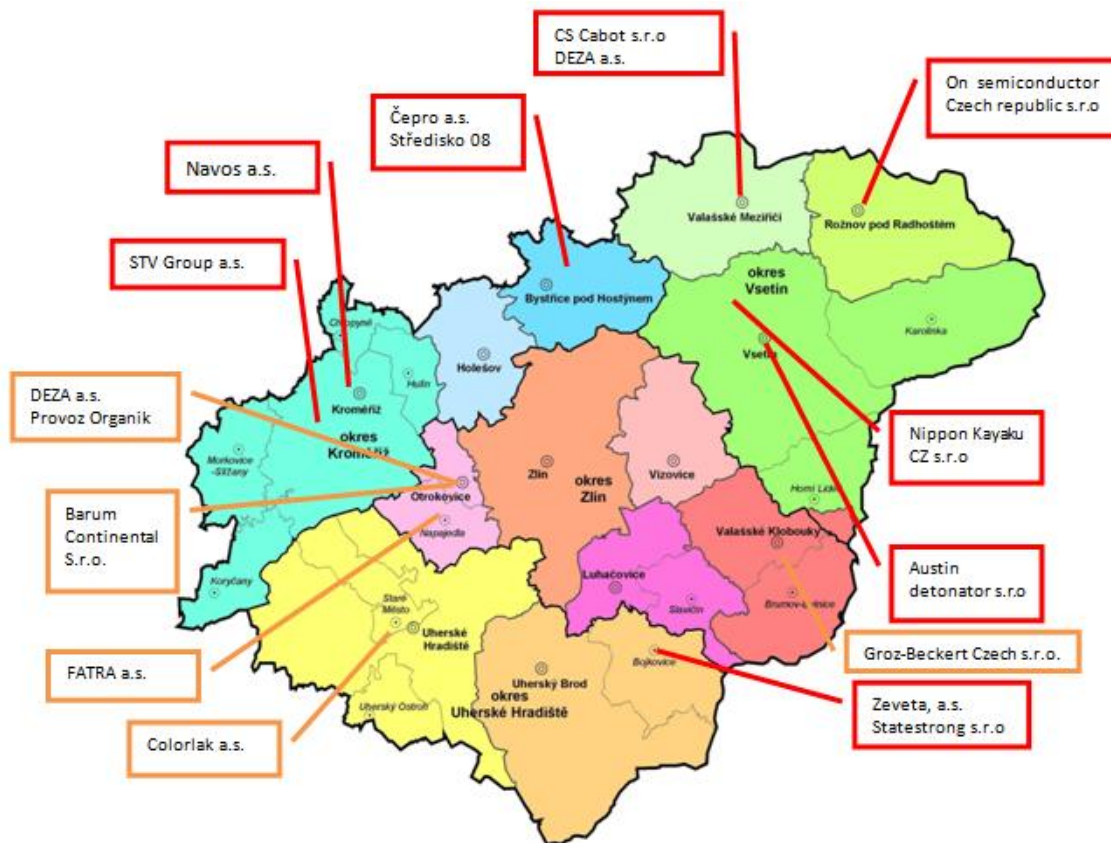 CS Cabot s.r.o
DEZA a.s.
On semiconductor
Czech republic s.r.o
Čepro a.s.
Středisko 08
Navos a.s.
STV Group a.s.
Valašské Meziříčí
Rožnov pod Radhoštěm
okres
Vsetín
Bystřice pod Hostýnem
Karolinka
Vsetín
Chropyně
Holešov
Hulín
Kroměříž
okres
Kroměříž
DEZA a.s.
Provoz Organik
Nippon Kayaku
CZ s.r.o
Morkovice
-Slížany
Otrokovice
Zlín
okres
Zlín
Vizovice
Horní Lideč
Barum
Continental
S.r.o.
Napajedla
Valašské Klobouky
Austin
detonator s.r.o
Koryčany
Luhačovice
Slavičín
Brumov-Bylnice
Staré
Město
Uherské
Hradiště
FATRA a.s.
Bojkovice
Groz-Beckert Czech s.r.o.
Uherský Brod
okres
Uherské Hradiště
Uherský Ostroh
Zeveta, a.s.
Statestrong s.r.o
Colorlak a.s.